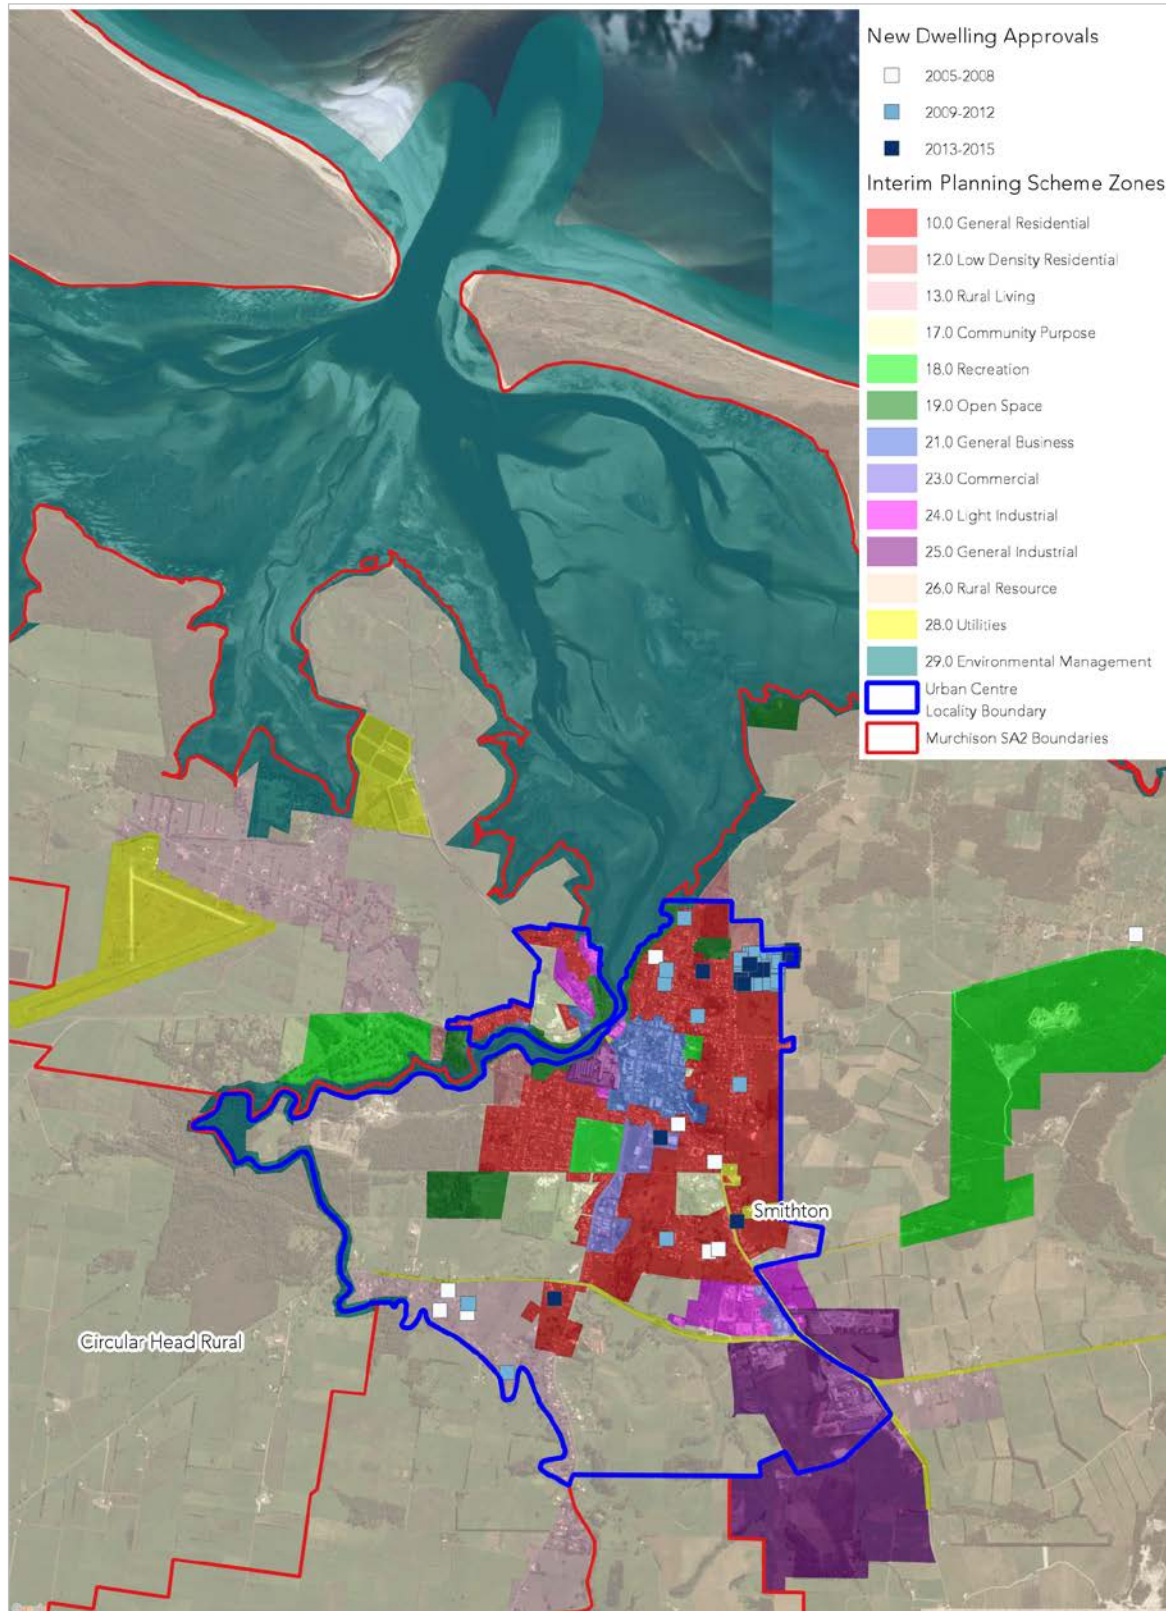 New Dwelling Approvals
2005-2008
2009-2012
2013-2015
Interim Planning Scheme Zones
10.0 General Residential
12.0 Low Density Residential
13.0 Rural Living
17.0 Community Purpose
18.0 Recreation
19.0 Open Space
21.0 General Business
23.0 Commercial
24.0 Light Industrial
25.0 General Industrial
26.0 Rural Resource
28.0 Utilities
29.0 Environmental Management
Urban Centre
Locality Boundary
Murchison SA2 Boundaries
Smithton
Circular Head Rural